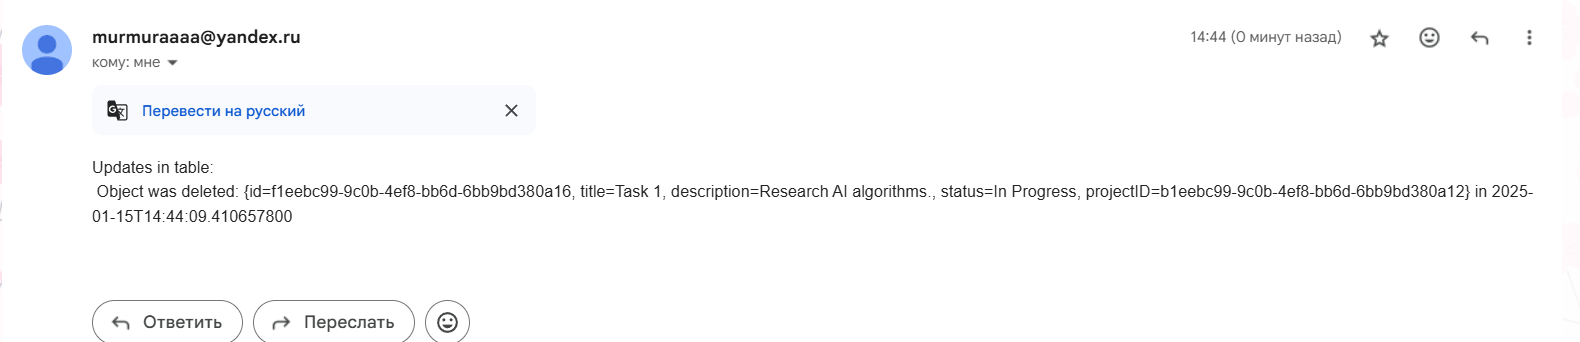 murmuraaaa@yandex.ru
14:44 (0 минут назад)
кому: мне
Перевести на русский
Updates in table:
Object was deleted: {id=f1eebc99-9c0b-4ef8-bb6d-6bb9bd380a16, title=Task 1, description=Research AI algorithms., status=In Progress, projectID=b1eebc99-9c0b-4ef8-bb6d-6bb9bd380a12} in 2025-
01-15T14:44:09.410657800
Ответить
Переслать